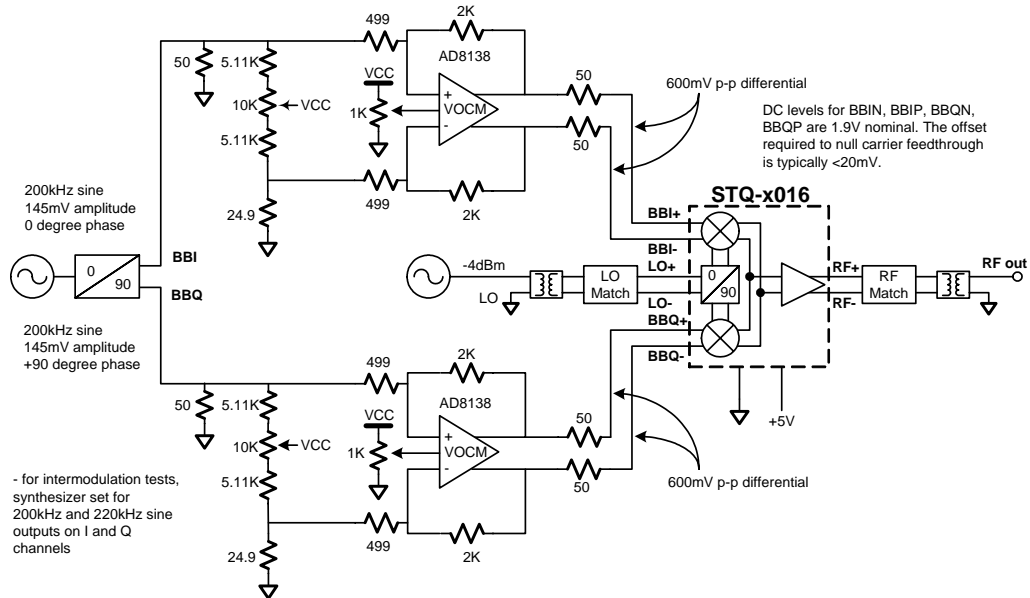 499
2K
AD8138
50
5.11K
10K
VCC
5.11K
24.9
VCC
1K
+
VOCM
-
499
2K
50
50
600mV p-p differential
DC levels for BBIN, BBIP, BBQN,
BBQP are 1.9V nominal. The offset
required to null carrier feedthrough
is typically <20mV.
200kHz sine
145mV amplitude
0 degree phase
0
90
BBI
BBQ
200kHz sine
145mV amplitude
+90 degree phase
-4dBm
LO
LO
Match
STQ-x016
BBI+
BBI-
LO+
LO-
BBQ+
BBQ-
0
90
RF+
RF-
RF
Match
RF out
+5V
499
2K
AD8138
50
5.11K
10K
VCC
5.11K
24.9
VCC
1K
+
VOCM
-
499
2K
50
50
600mV p-p differential
- for intermodulation tests,
synthesizer set for
200kHz and 220kHz sine
outputs on I and Q
channels